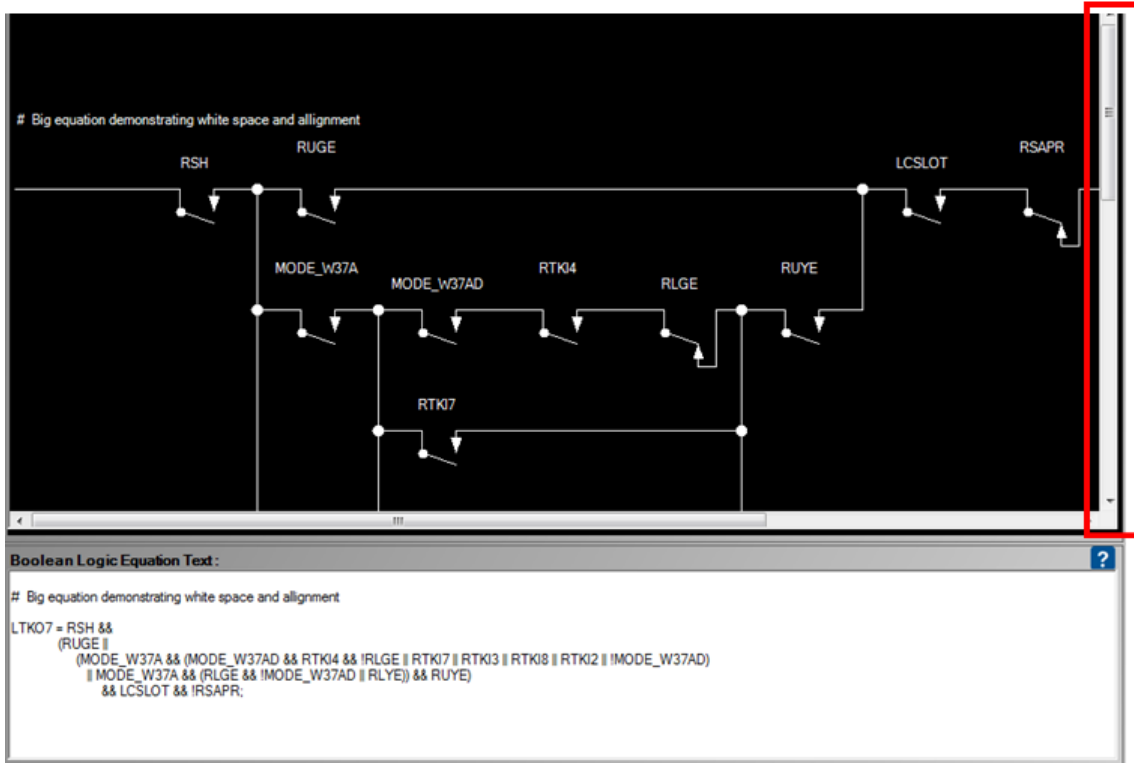 # Big equation demonstrating white space and allignment
RUGE
RSAPR
RSH
LCSLOT
MODE_W37A
RTKI4
RUYE
MODE_W37AD
RLGE
RTKI7
Boolean Logic Equation Text :
?
# Big equation demonstrating white space and allignment
LTKO7 = RSH &&
(RUGE ||
(MODE_W37A && (MODE_W37AD && RTKI4 && !RLGE || RTKI7 || RTKI3 || RTKI8 || RTKI2 || !MODE_W37AD)
|| MODE_W37A && (RLGE && !MODE_W37AD || RLYE)) && RUYE)
&& LCSLOT && !RSAPR;